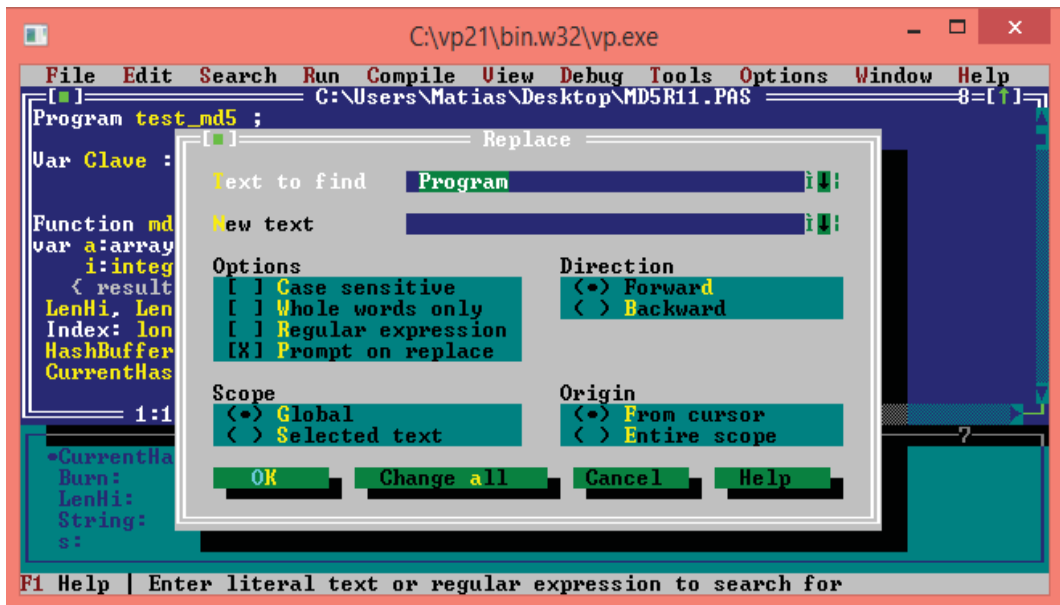 C:\vp21\bin.w32\vp.exe
File Edit Search Run Compile View Debug Tools Options Window Help
[■] C:\Users\Matias\Desktop\MD5R11.PAS 8=[↑]
Program test_md5 ;
[■] Replace
Var Clave :
Text to find Program
New text
Function md
var a:array
i:integ
{ result
LenHi, Len
Index: lon
HashBuffer
CurrentHas
1:1
Options
[ ] Case sensitive
[ ] Whole words only
[ ] Regular expression
[X] Prompt on replace
Direction
(•) Forward
( ) Backward
Scope
(•) Global
( ) Selected text
Origin
(•) From cursor
( ) Entire scope
OK Change all Cancel Help
7
•CurrentHa
Burn:
LenHi:
String:
s:
F1 Help | Enter literal text or regular expression to search for